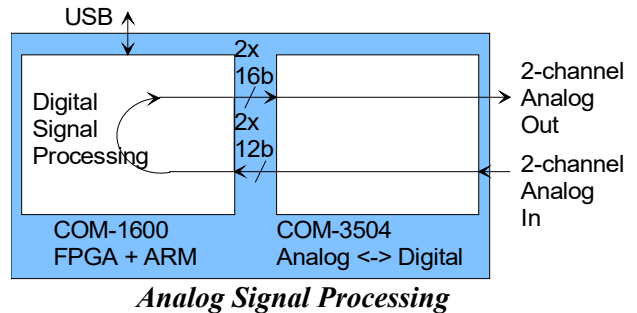 USB
2x
16b
Digital
Signal
Processing
2x
12b
2-channel
Analog
Out
2-channel
Analog
In
COM-1600
FPGA + ARM
COM-3504
Analog <-> Digital
Analog Signal Processing